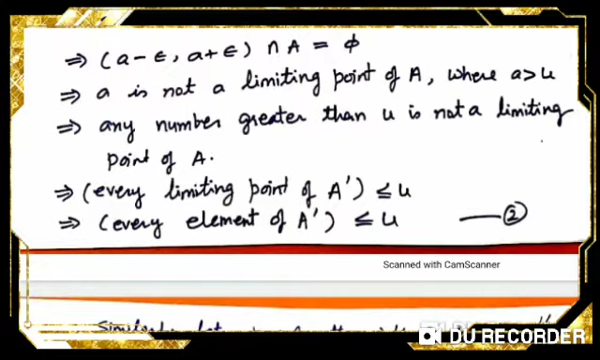 ⇒ (a-ϵ, a+ϵ) ∩ A = ϕ
⇒ a is not a limiting point of A, where a>u
⇒ any number greater than u is not a limiting
point of A.
⇒ (every limiting point of A') ≤ u
⇒ (every element of A') ≤ u —②
Scanned with CamScanner
DU RECORDER